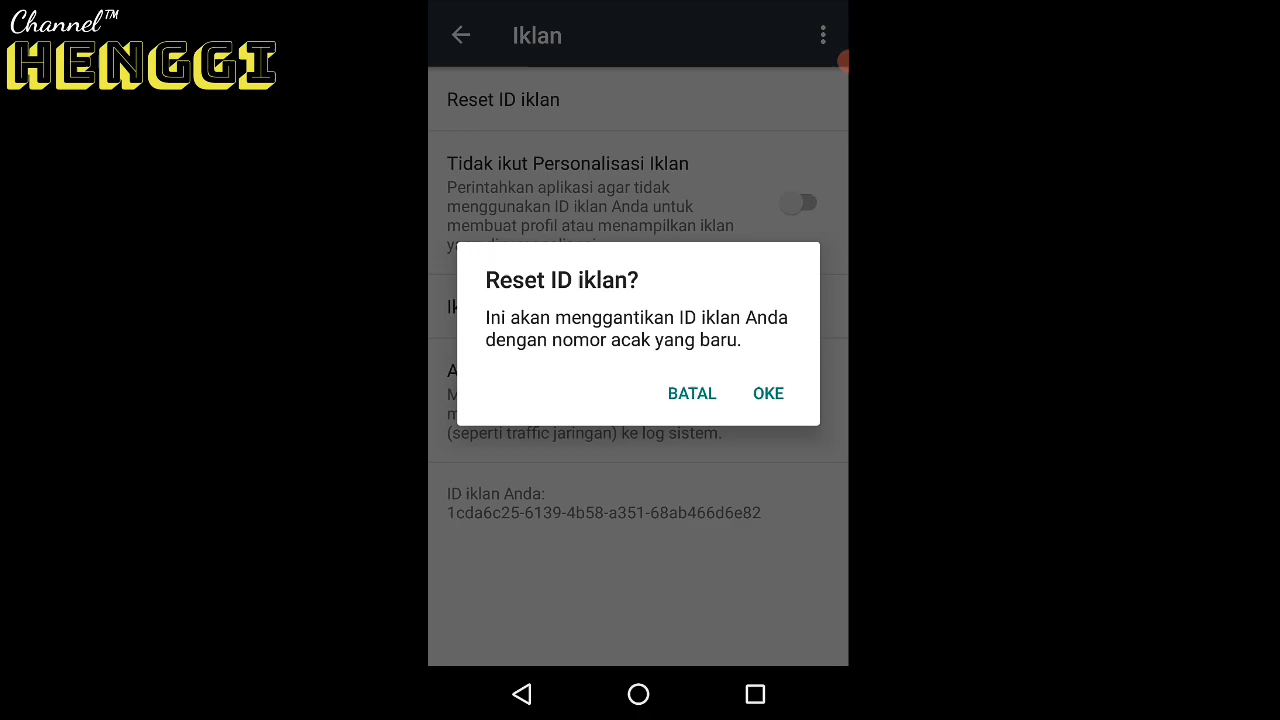 Channel™
HENGGI
Iklan
Reset ID iklan
Tidak ikut Personalisasi Iklan
Perintahkan aplikasi agar tidak
menggunakan ID iklan Anda untuk
membuat profil atau menampilkan iklan
Reset ID iklan?
Ini akan menggantikan ID iklan Anda
dengan nomor acak yang baru.
BATAL OKE
(seperti traffic jaringan) ke log sistem.
ID iklan Anda:
1cda6c25-6139-4b58-a351-68ab466d6e82